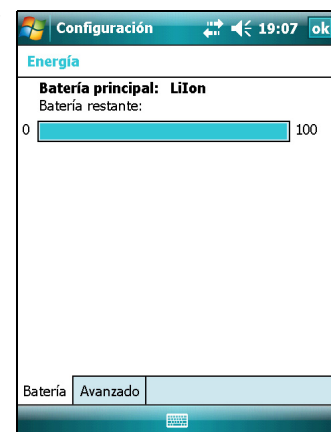 Configuración 19:07 ok
Energía
Batería principal: LiIon
Batería restante:
0 100
Batería Avanzado